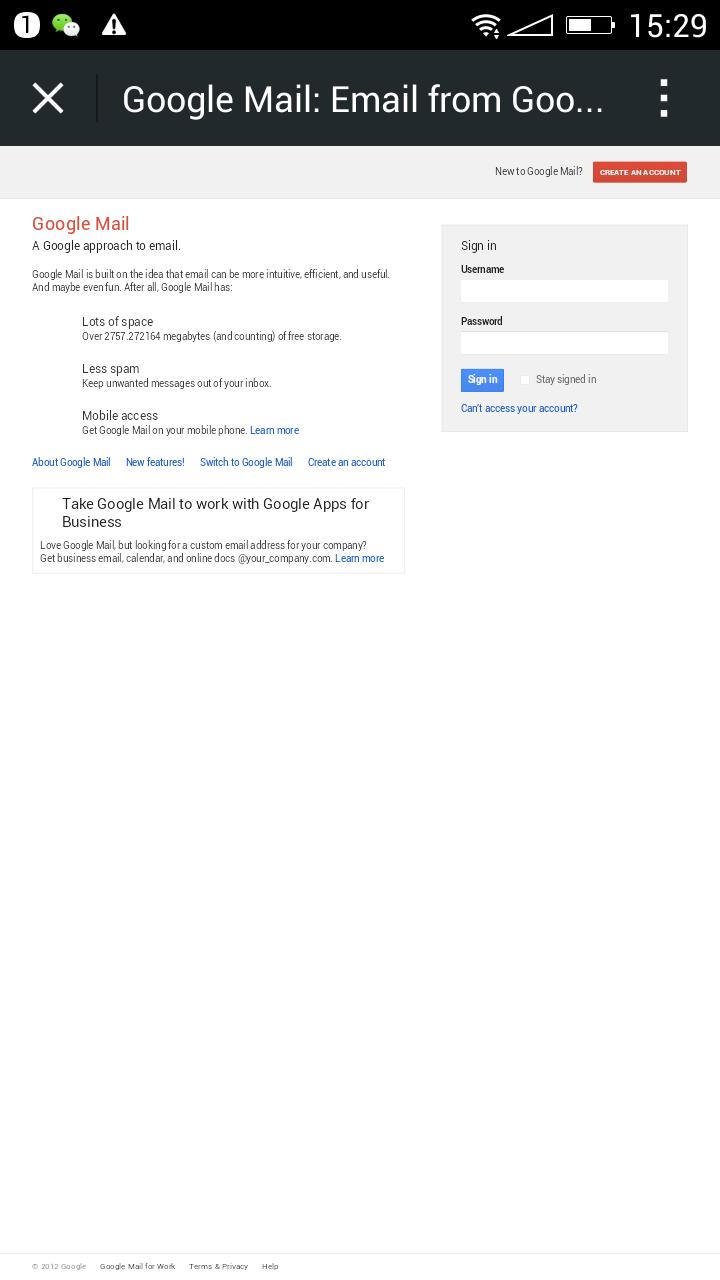 1
15:29
Google Mail: Email from Goo...
New to Google Mail? CREATE AN ACCOUNT
Google Mail
A Google approach to email.
Google Mail is built on the idea that email can be more intuitive, efficient, and useful.
And maybe even fun. After all, Google Mail has:
Lots of space
Over 2757.272164 megabytes (and counting) of free storage.
Less spam
Keep unwanted messages out of your inbox.
Mobile access
Get Google Mail on your mobile phone. Learn more
About Google Mail New features! Switch to Google Mail Create an account
Take Google Mail to work with Google Apps for
Business
Love Google Mail, but looking for a custom email address for your company?
Get business email, calendar, and online docs @your_company.com. Learn more
Sign in
Username
Password
Sign in Stay signed in
Can't access your account?
© 2012 Google Google Mail for Work Terms & Privacy Help